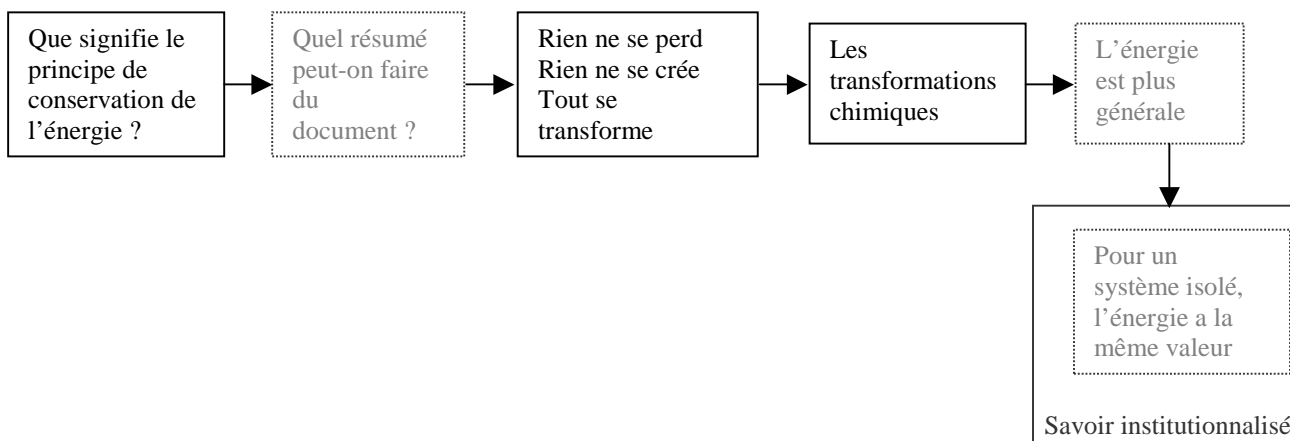 Que signifie le
principe de
conservation de
l’énergie ?
Quel résumé
peut-on faire
du
document ?
Rien ne se perd
Rien ne se crée
Tout se
transforme
Les
transformations
chimiques
L’énergie
est plus
générale
Pour un
système isolé,
l’énergie a la
même valeur
Savoir institutionnalisé